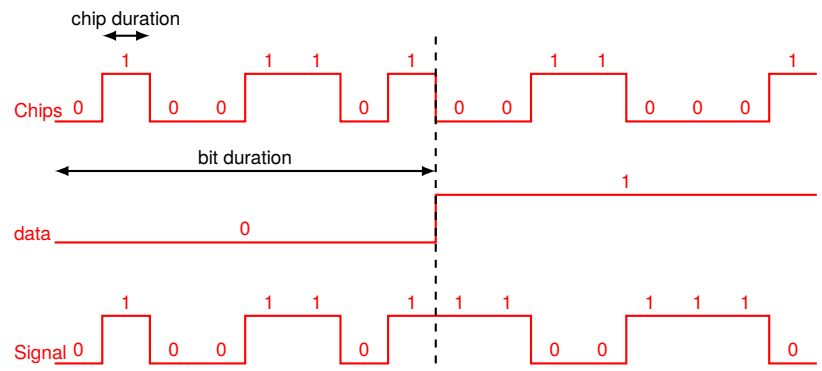 chip duration
1 1 1 1 1 1 1
Chips 0 0 0 0 0 0 0 0 0
bit duration
1
data 0
1 1 1 1 1 1 1 1 1
Signal 0 0 0 0 0 0 0